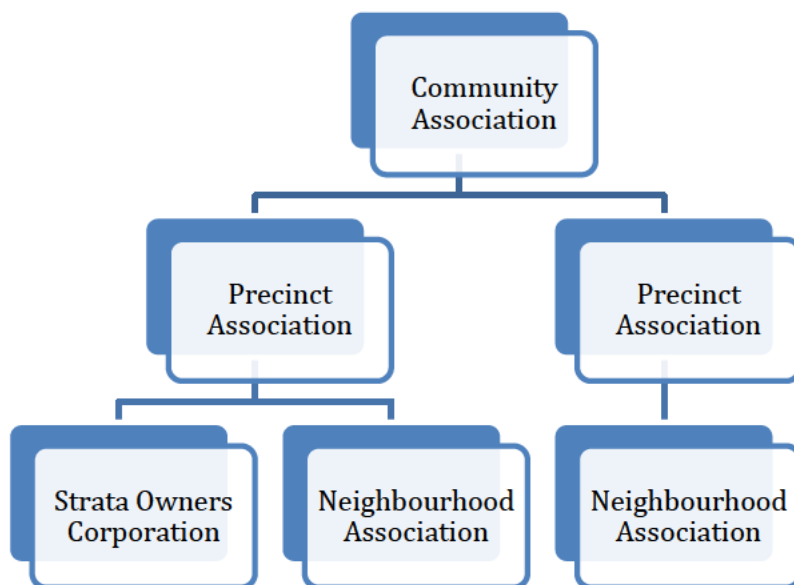 Community
Association
Precinct
Association
Precinct
Association
Strata Owners
Corporation
Neighbourhood
Association
Neighbourhood
Association